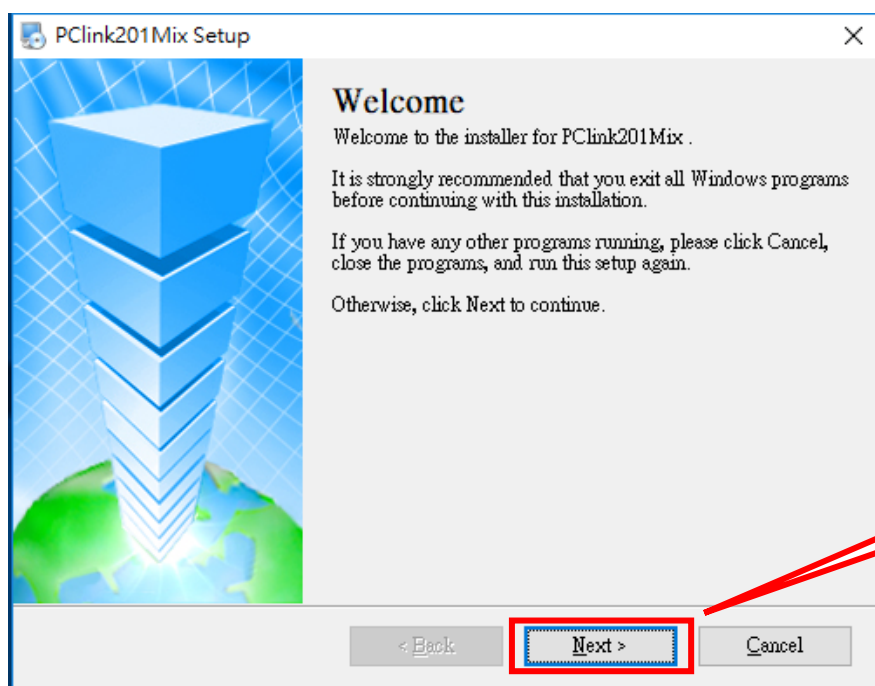 PClink201Mix Setup
Welcome
Welcome to the installer for PClink201Mix .
It is strongly recommended that you exit all Windows programs
before continuing with this installation.
If you have any other programs running, please click Cancel,
close the programs, and run this setup again.
Otherwise, click Next to continue.
< Back
Next >
Cancel